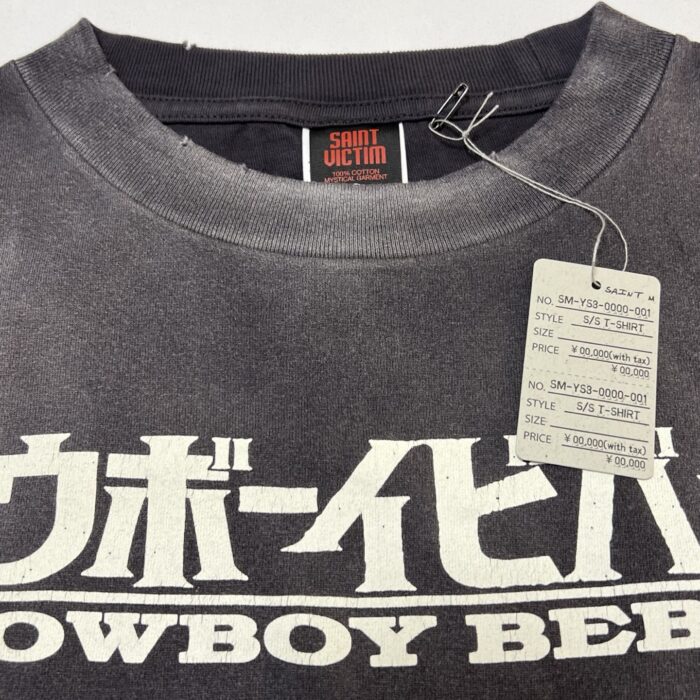 SAINT
VICTIM
100% COTTON
MYSTICAL GARMENT
SAINT M
NO. SM-YS3-0000-001
STYLE S/S T-SHIRT
SIZE
PRICE ¥00,000(with tax)
¥00,000
NO. SM-YS3-0000-001
STYLE S/S T-SHIRT
SIZE
PRICE ¥00,000(with tax)
¥00,000
ウボーイビバ
OWBOY BEB